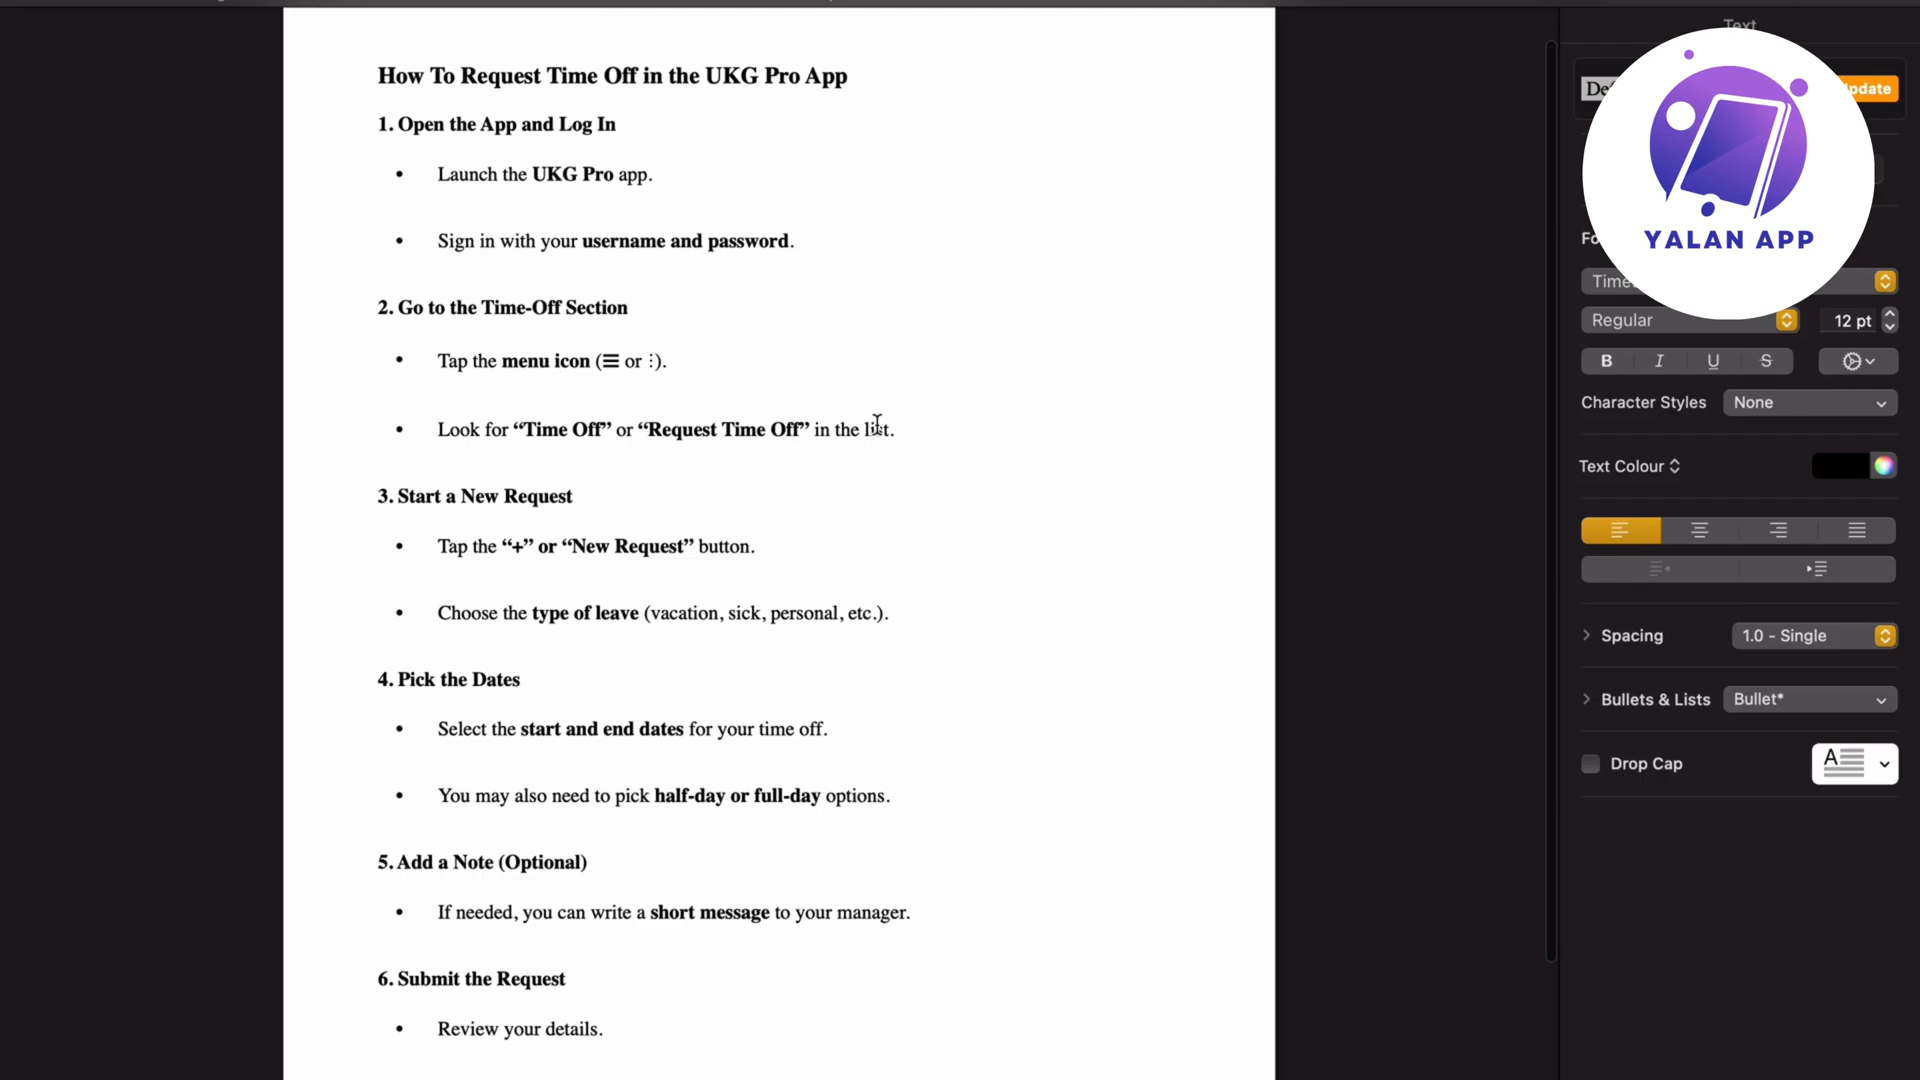 Text
How To Request Time Off in the UKG Pro App
1. Open the App and Log In
• Launch the UKG Pro app.
• Sign in with your username and password.
2. Go to the Time-Off Section
• Tap the menu icon (☰ or ⋮).
• Look for “Time Off” or “Request Time Off” in the list.
3. Start a New Request
• Tap the “+” or “New Request” button.
• Choose the type of leave (vacation, sick, personal, etc.).
4. Pick the Dates
• Select the start and end dates for your time off.
• You may also need to pick half-day or full-day options.
5. Add a Note (Optional)
• If needed, you can write a short message to your manager.
6. Submit the Request
• Review your details.
YALAN APP
Regular
12 pt
B I U S
Character Styles None
Text Colour
Spacing 1.0 - Single
Bullets & Lists Bullet*
Drop Cap
A